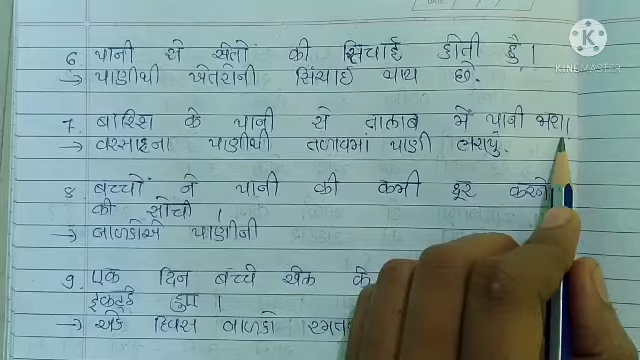 6. पानी से खेतों की सिंचाई होती है।
→ પાણીથી ખેતરોની સિંચાઈ થાય છે.
7. बारिश के पानी से तालाब में पानी भरा।
→ વરસાદના પાણીથી તળાવમાં પાણી ભરાયું.
8. बच्चों ने पानी की कमी दूर करने
की सोची।
→ બાળકોએ પાણીની
9. एक दिन बच्चे खेल के
इकट्ठे हुए।
→ એક દિવસ બાળકો રમતના
KINEMASTER